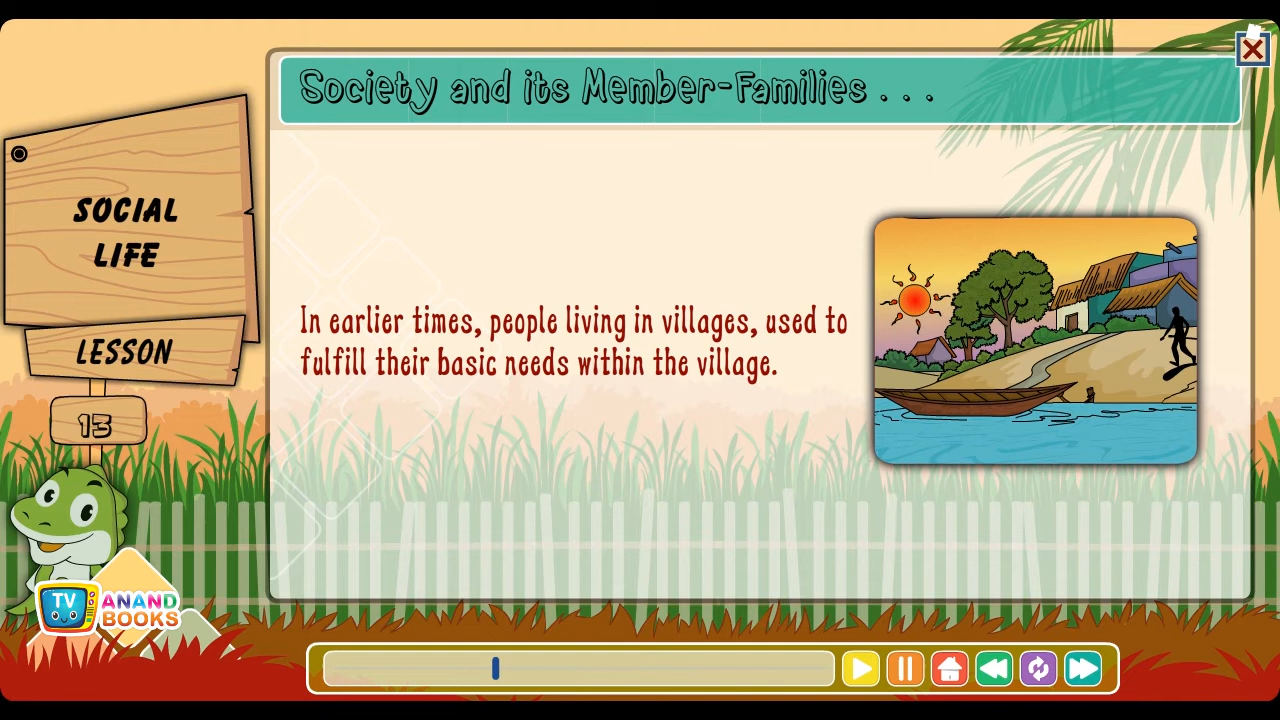 Society and its Member-Families . . .
SOCIAL
LIFE
LESSON
13
In earlier times, people living in villages, used to
fulfill their basic needs within the village.
TV
ANAND
BOOKS